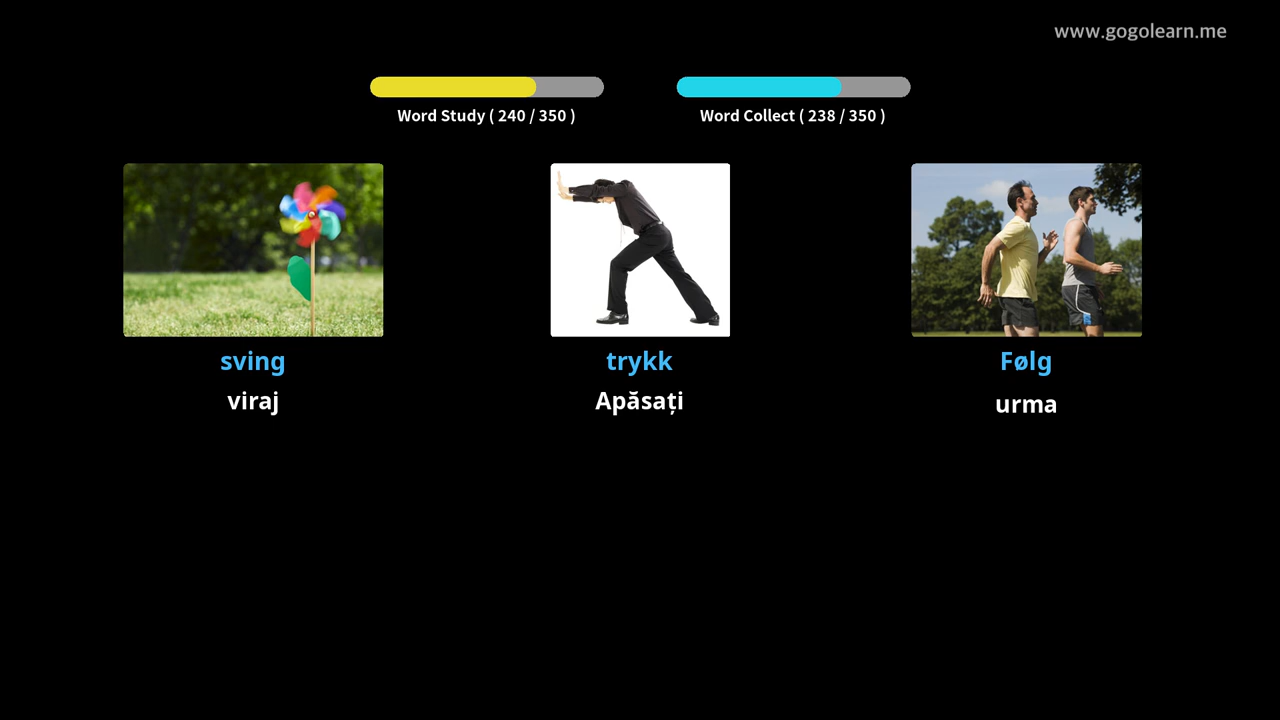 www.gogolearn.me
Word Study ( 240 / 350 )
Word Collect ( 238 / 350 )
sving
trykk
Følg
viraj
Apăsați
urma